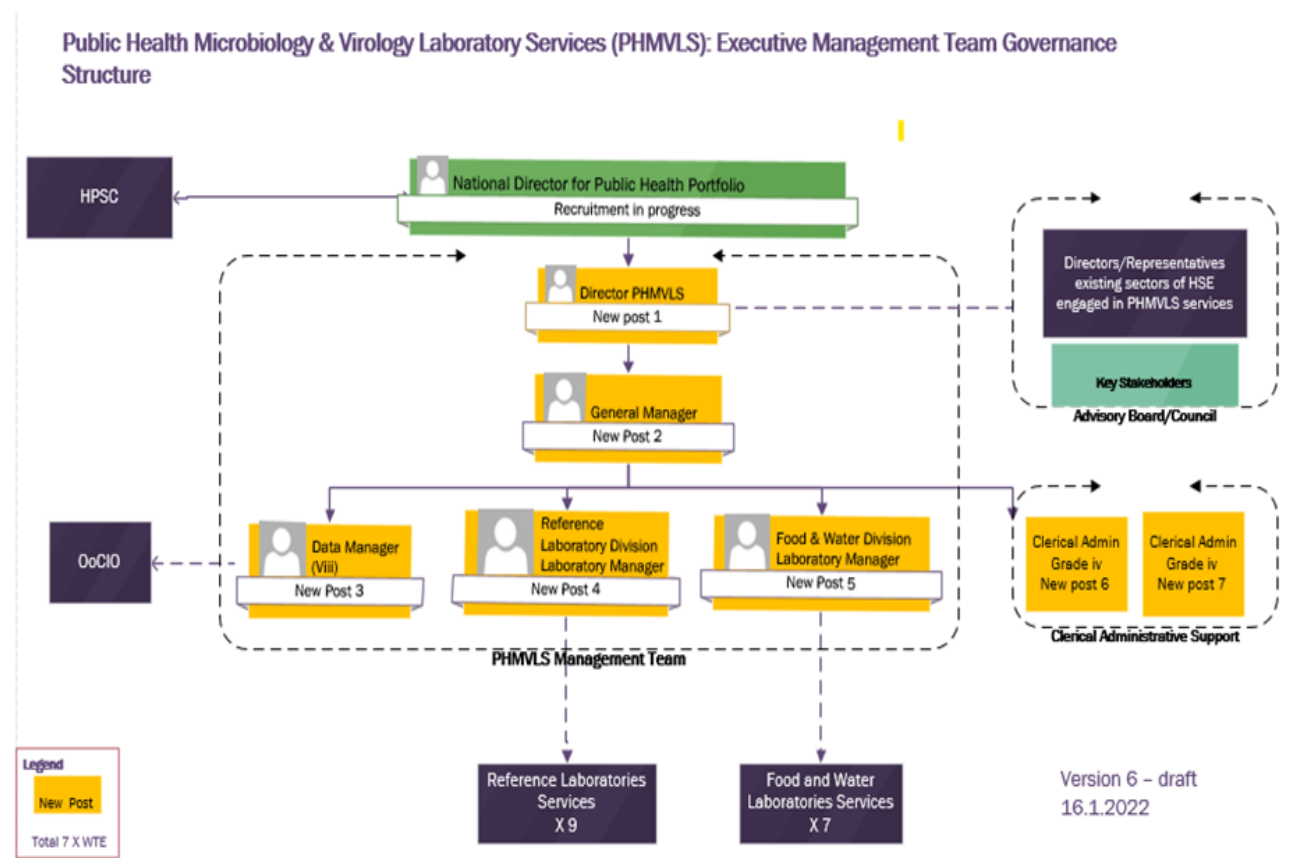 Public Health Microbiology & Virology Laboratory Services (PHMVLS): Executive Management Team Governance
Structure
HPSC
National Director for Public Health Portfolio
Recruitment in progress
Director PHMVLS
New post 1
Directors/Representatives
existing sectors of HSE
engaged in PHMVLS services
Key Stakeholders
Advisory Board/Council
General Manager
New Post 2
OoCIO
Data Manager
(Viii)
New Post 3
Reference
Laboratory Division
Laboratory Manager
New Post 4
Food & Water Division
Laboratory Manager
New Post 5
Clerical Admin
Grade iv
New post 6
Clerical Admin
Grade iv
New post 7
Clerical Administrative Support
PHMVLS Management Team
Reference Laboratories
Services
X 9
Food and Water
Laboratories Services
X 7
Legend
New Post
Total 7 X WTE
Version 6 – draft
16.1.2022